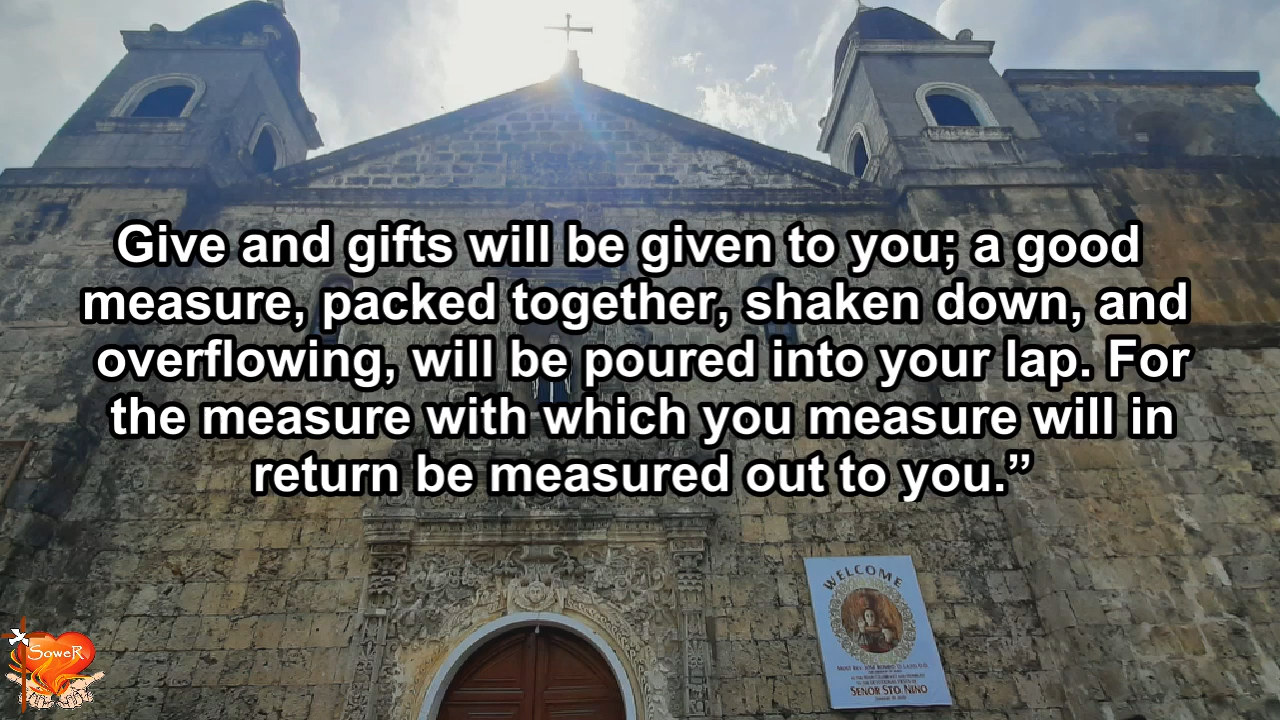 Give and gifts will be given to you; a good
measure, packed together, shaken down, and
overflowing, will be poured into your lap. For
the measure with which you measure will in
return be measured out to you.”
WELCOME
SENOR STO. NINO
SoweR